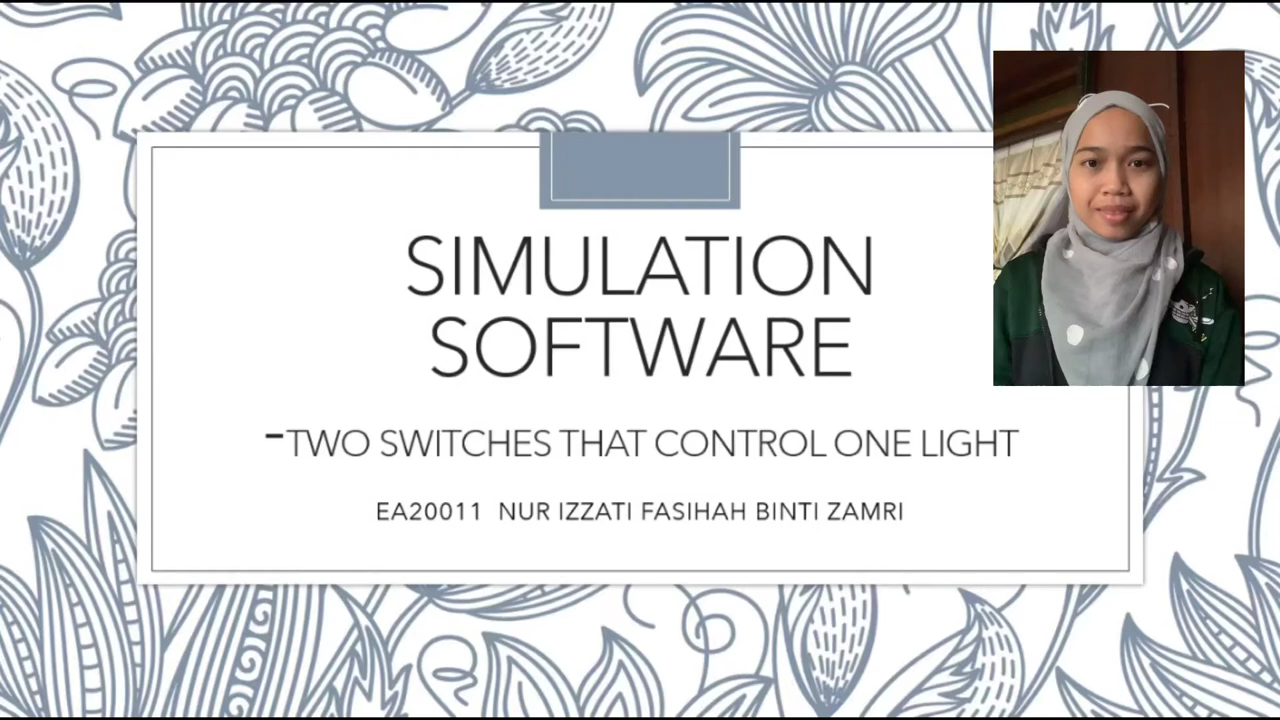 SIMULATION
SOFTWARE
-TWO SWITCHES THAT CONTROL ONE LIGHT
EA20011 NUR IZZATI FASIHAH BINTI ZAMRI